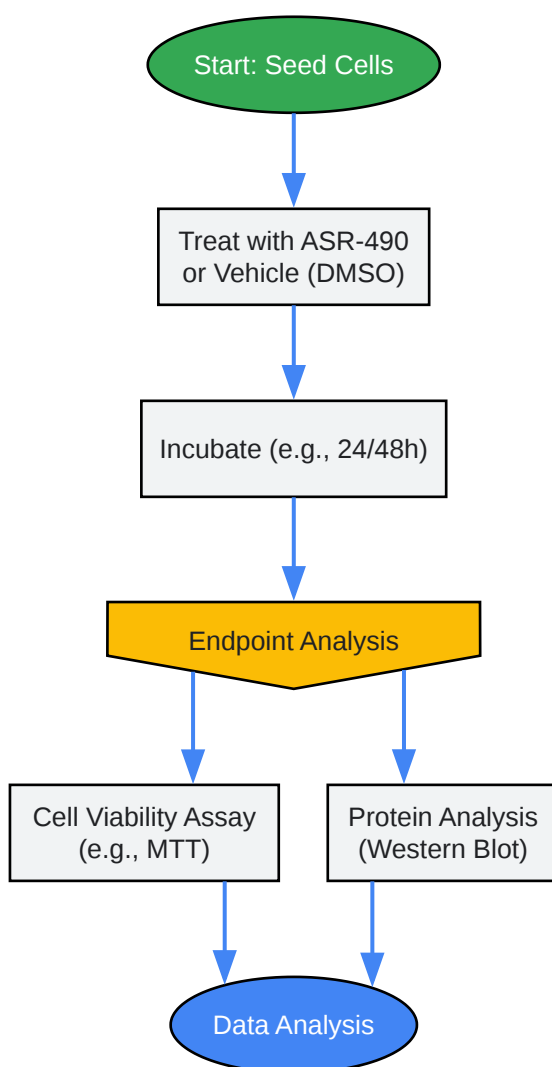 Start: Seed Cells
Treat with ASR-490
or Vehicle (DMSO)
Incubate (e.g., 24/48h)
Endpoint Analysis
Cell Viability Assay
(e.g., MTT)
Protein Analysis
(Western Blot)
Data Analysis